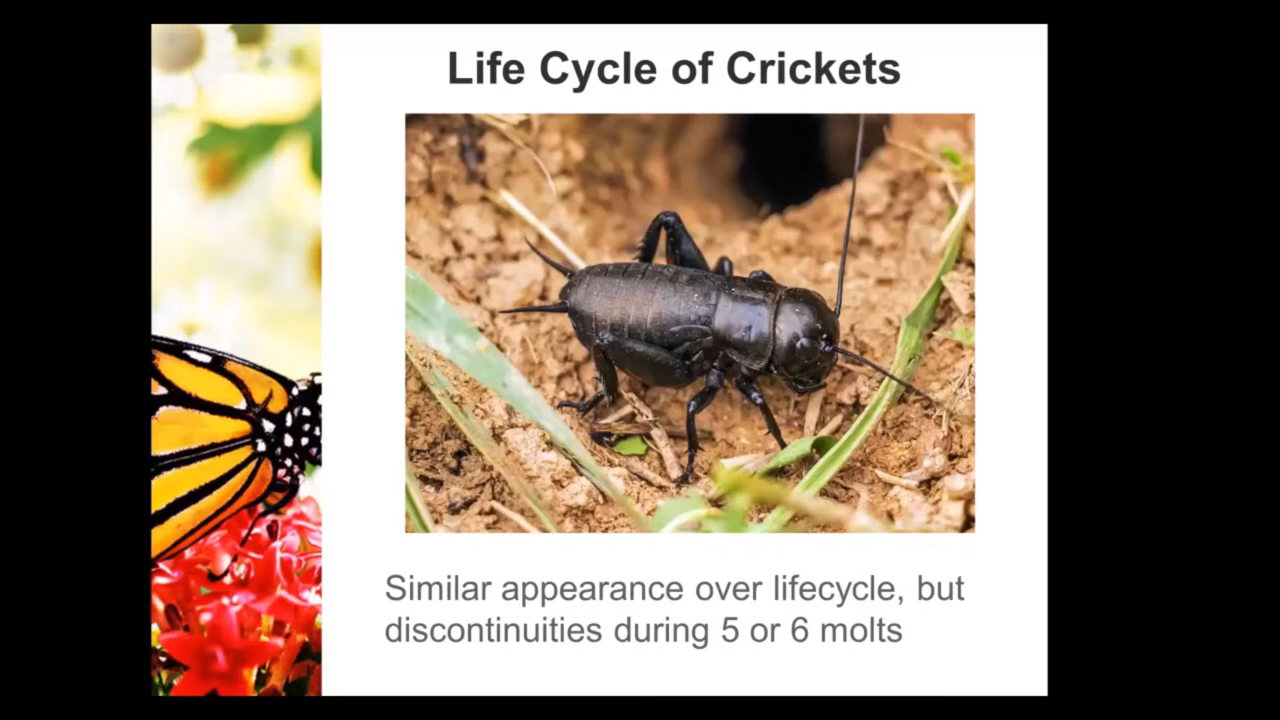 Life Cycle of Crickets
Similar appearance over lifecycle, but
discontinuities during 5 or 6 molts